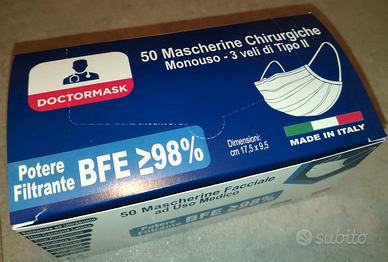 50 Mascherine Chirurgiche
Monouso - 3 veli di Tipo II
DOCTORMASK
MADE IN ITALY
Dimensioni:
cm 17,5 x 9,5
Potere
Filtrante BFE ≥98%
50 Mascherine Facciale
ad Uso Medico
Potere
Filtrante BFE ≥98%
subito